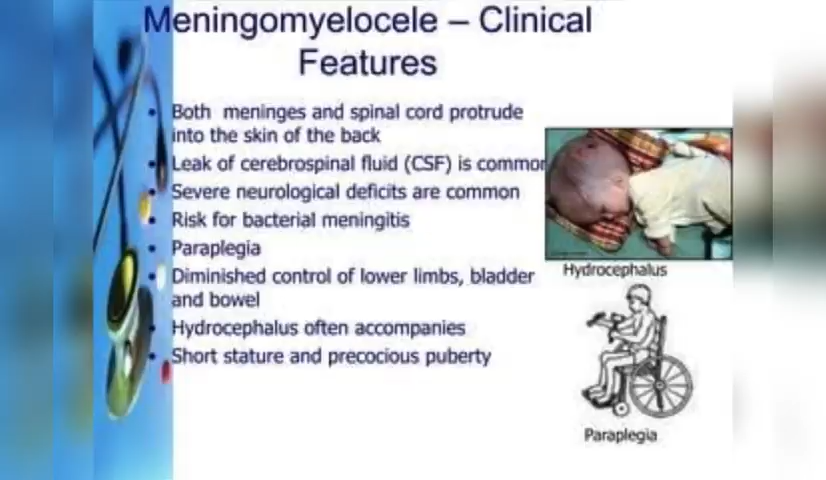 Meningomyelocele – Clinical
Features
• Both meninges and spinal cord protrude
into the skin of the back
• Leak of cerebrospinal fluid (CSF) is common
• Severe neurological deficits are common
• Risk for bacterial meningitis
• Paraplegia
• Diminished control of lower limbs, bladder
and bowel
• Hydrocephalus often accompanies
• Short stature and precocious puberty
Hydrocephalus
Paraplegia